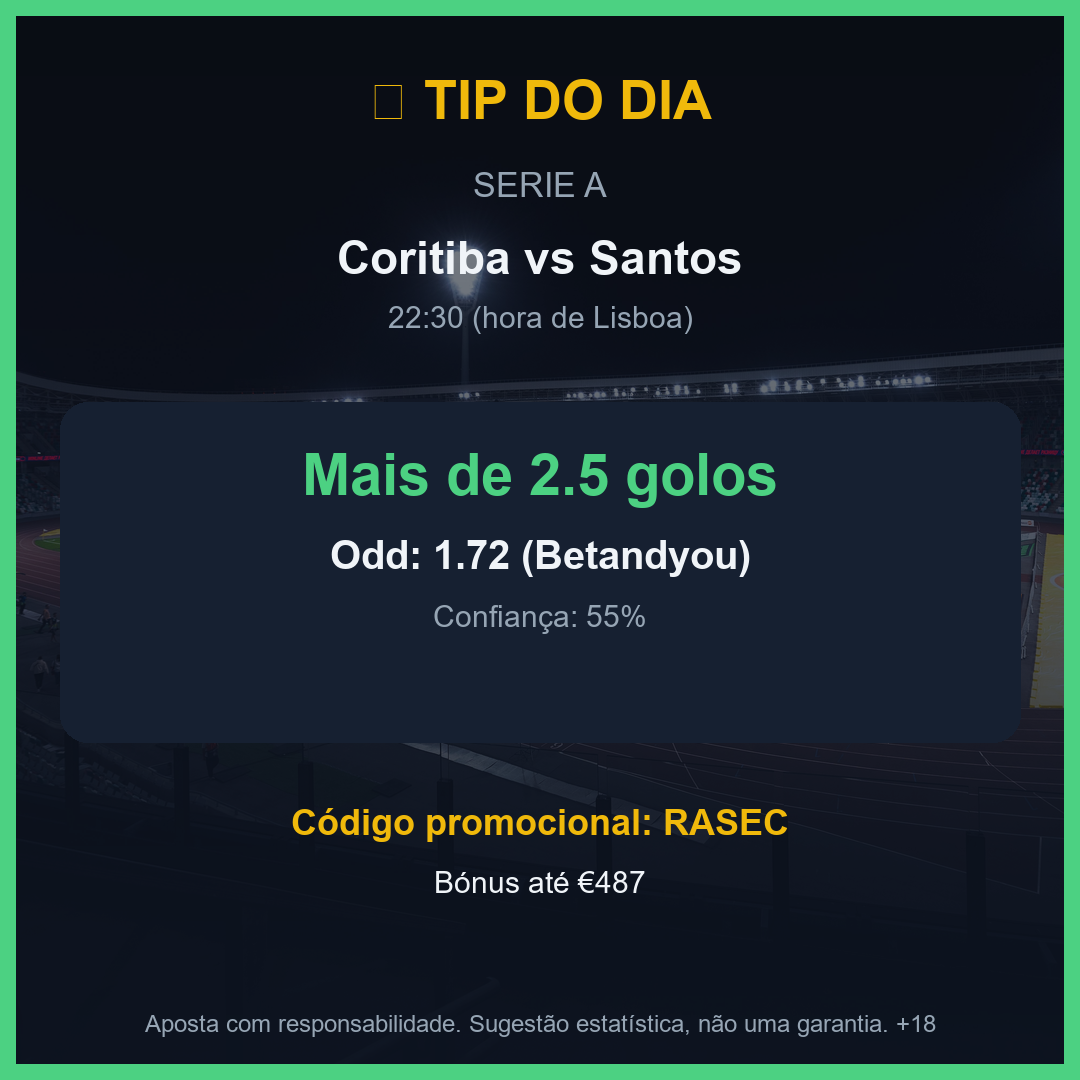 TIP DO DIA
SERIE A
Coritiba vs Santos
22:30 (hora de Lisboa)
Mais de 2.5 golos
Odd: 1.72 (Betandyou)
Confiança: 55%
Código promocional: RASEC
Bónus até €487
Aposta com responsabilidade. Sugestão estatística, não uma garantia. +18